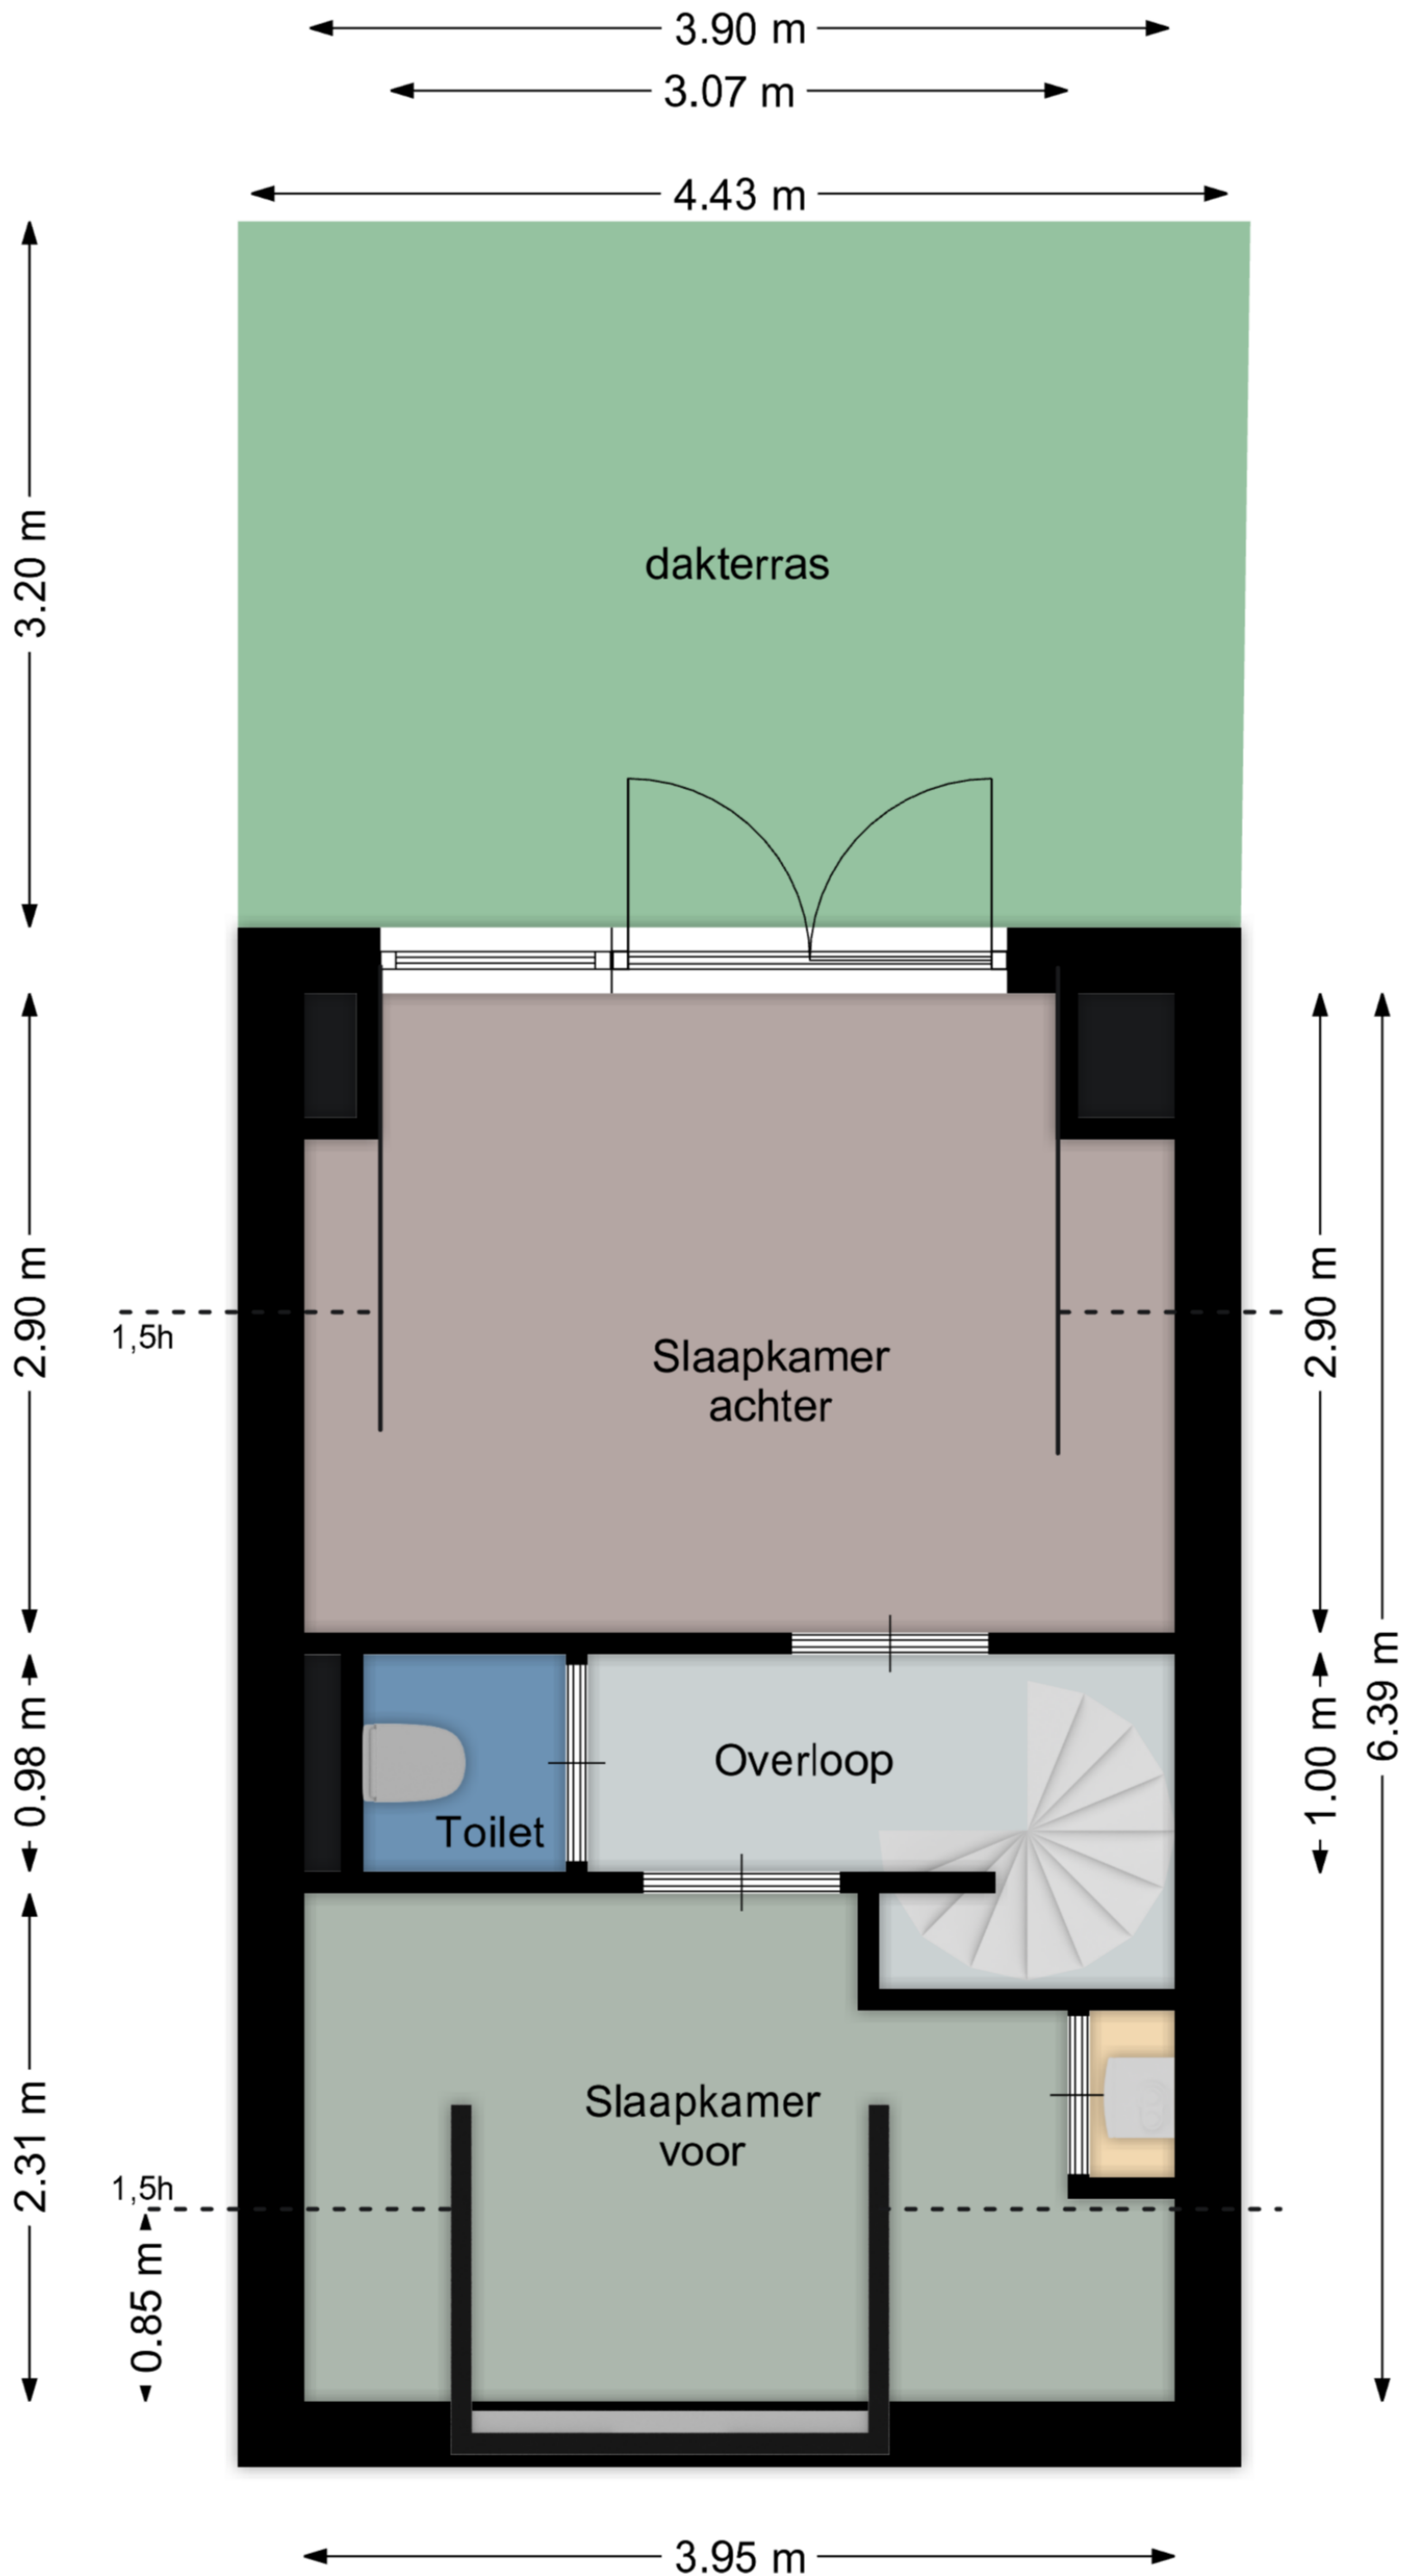 3.90 m
3.07 m
4.43 m
3.20 m
dakterras
2.90 m
1,5h
Slaapkamer
achter
2.90 m
6.39 m
0.98 m
Toilet
Overloop
1.00 m
2.31 m
Slaapkamer
voor
1,5h
0.85 m
3.95 m